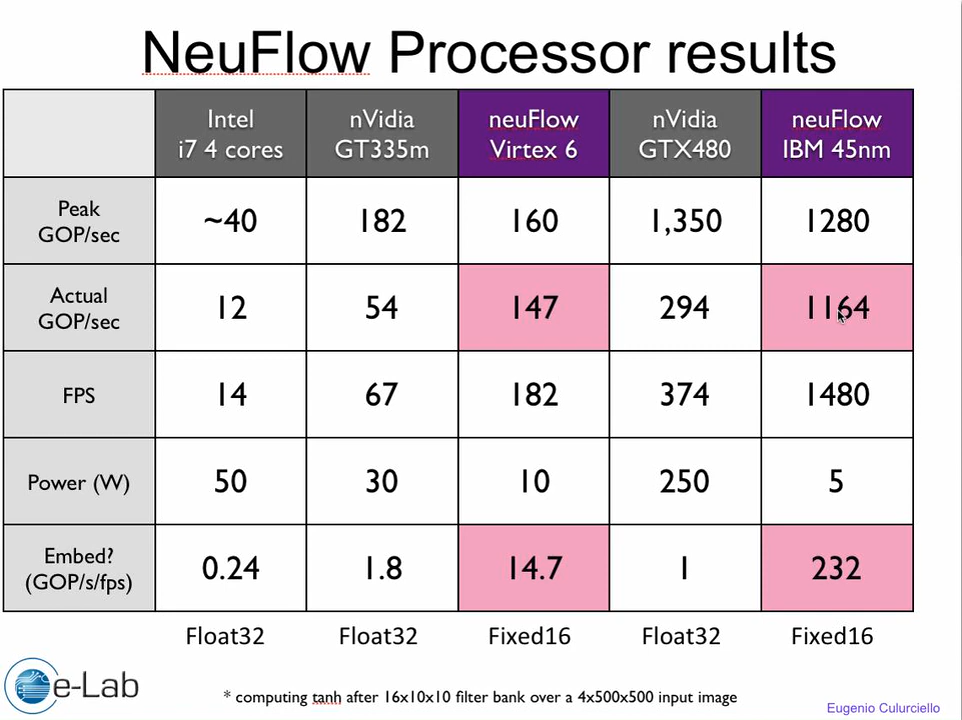 NeuFlow Processor results
Intel i7 4 cores nVidia GT335m neuFlow Virtex 6 nVidia GTX480 neuFlow IBM 45nm
Peak GOP/sec ~40 182 160 1,350 1280
Actual GOP/sec 12 54 147 294 1164
FPS 14 67 182 374 1480
Power (W) 50 30 10 250 5
Embed? (GOP/s/fps) 0.24 1.8 14.7 1 232
Float32 Float32 Fixed16 Float32 Fixed16
e-Lab
* computing tanh after 16x10x10 filter bank over a 4x500x500 input image
Eugenio Culurciello